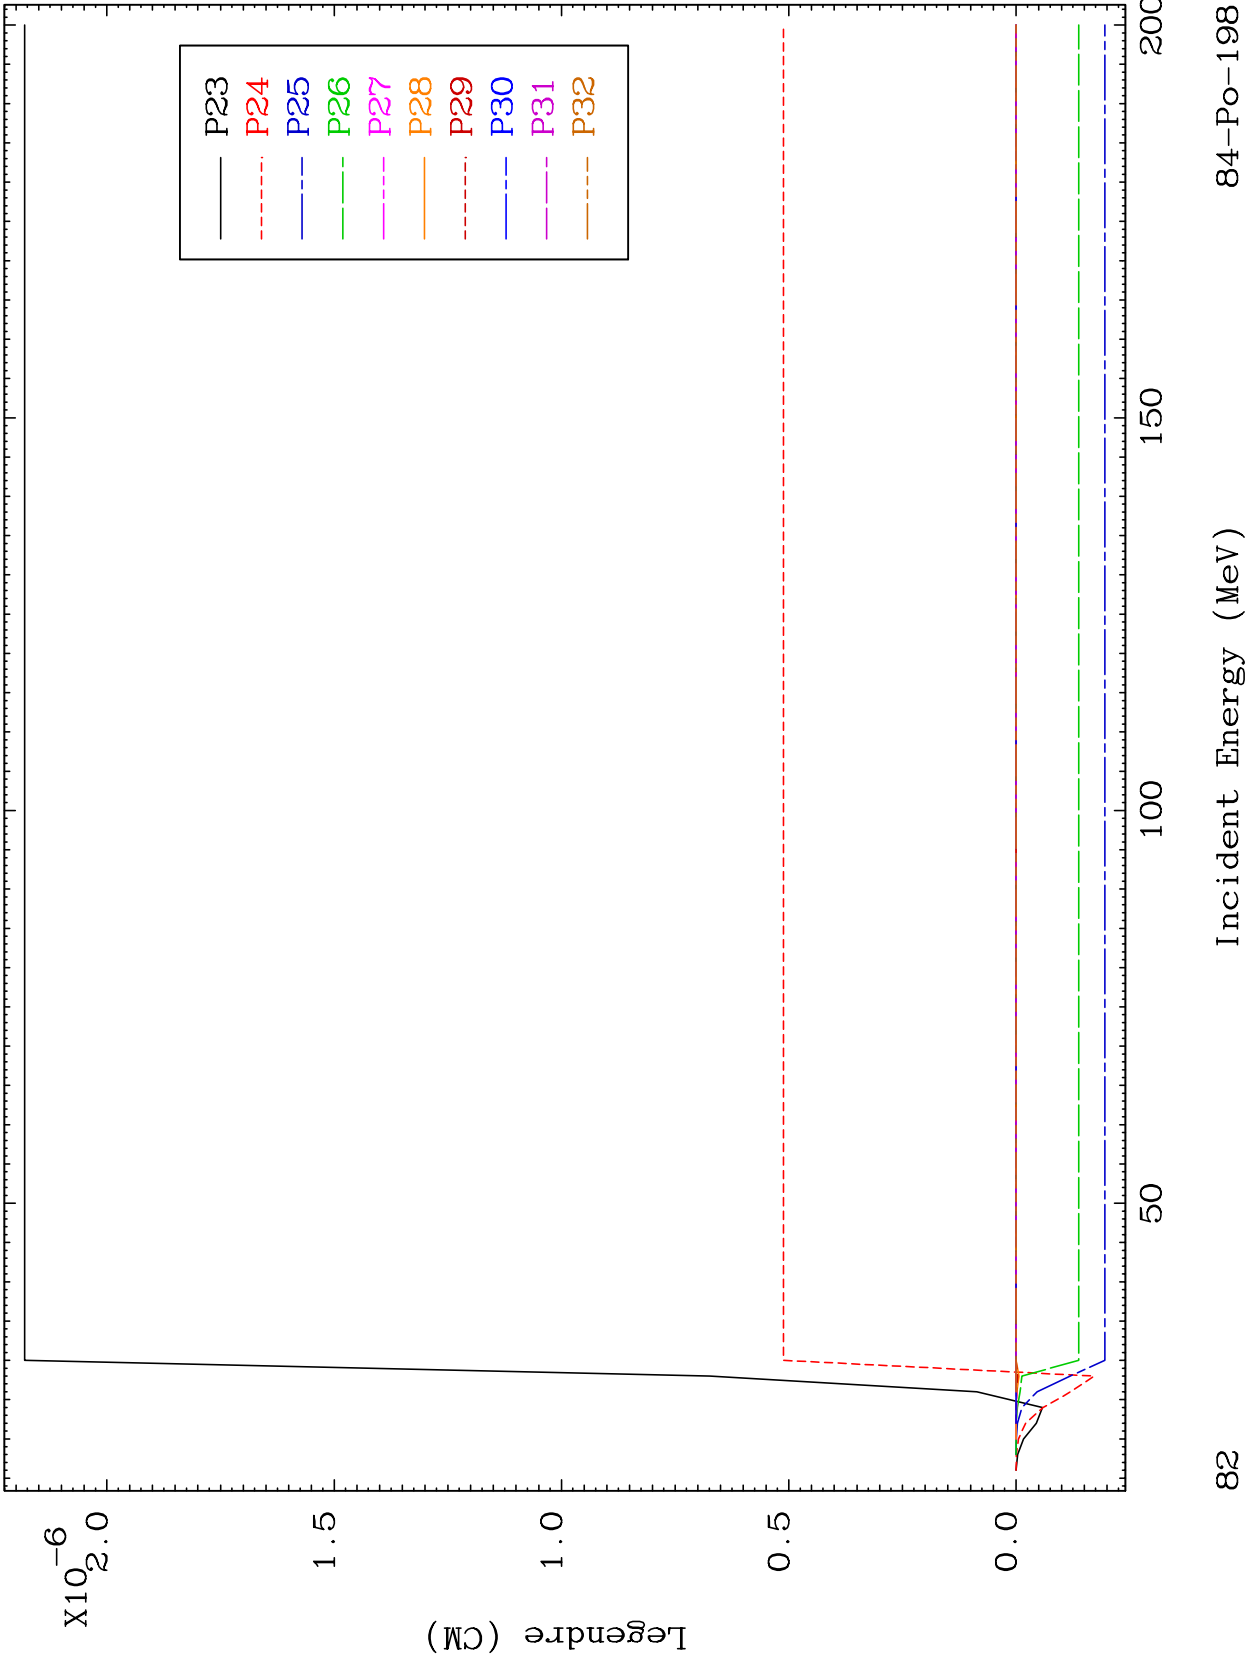 X10-6
2.0
1.5
1.0
0.5
0.0
Legendre (CM)
P23
P24
P25
P26
P27
P28
P29
P30
P31
P32
50
100
150
200
Incident Energy (MeV)
82
84-Po-198